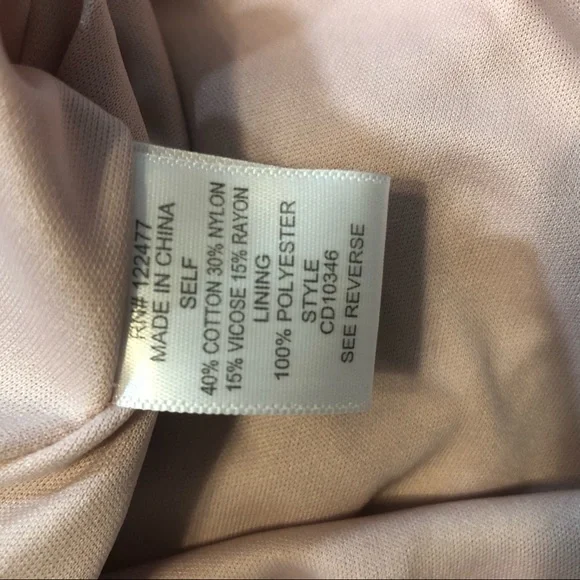 RN# 122477
MADE IN CHINA
SELF
40% COTTON 30% NYLON
15% VICOSE 15% RAYON
LINING
100% POLYESTER
STYLE
CD10346
SEE REVERSE